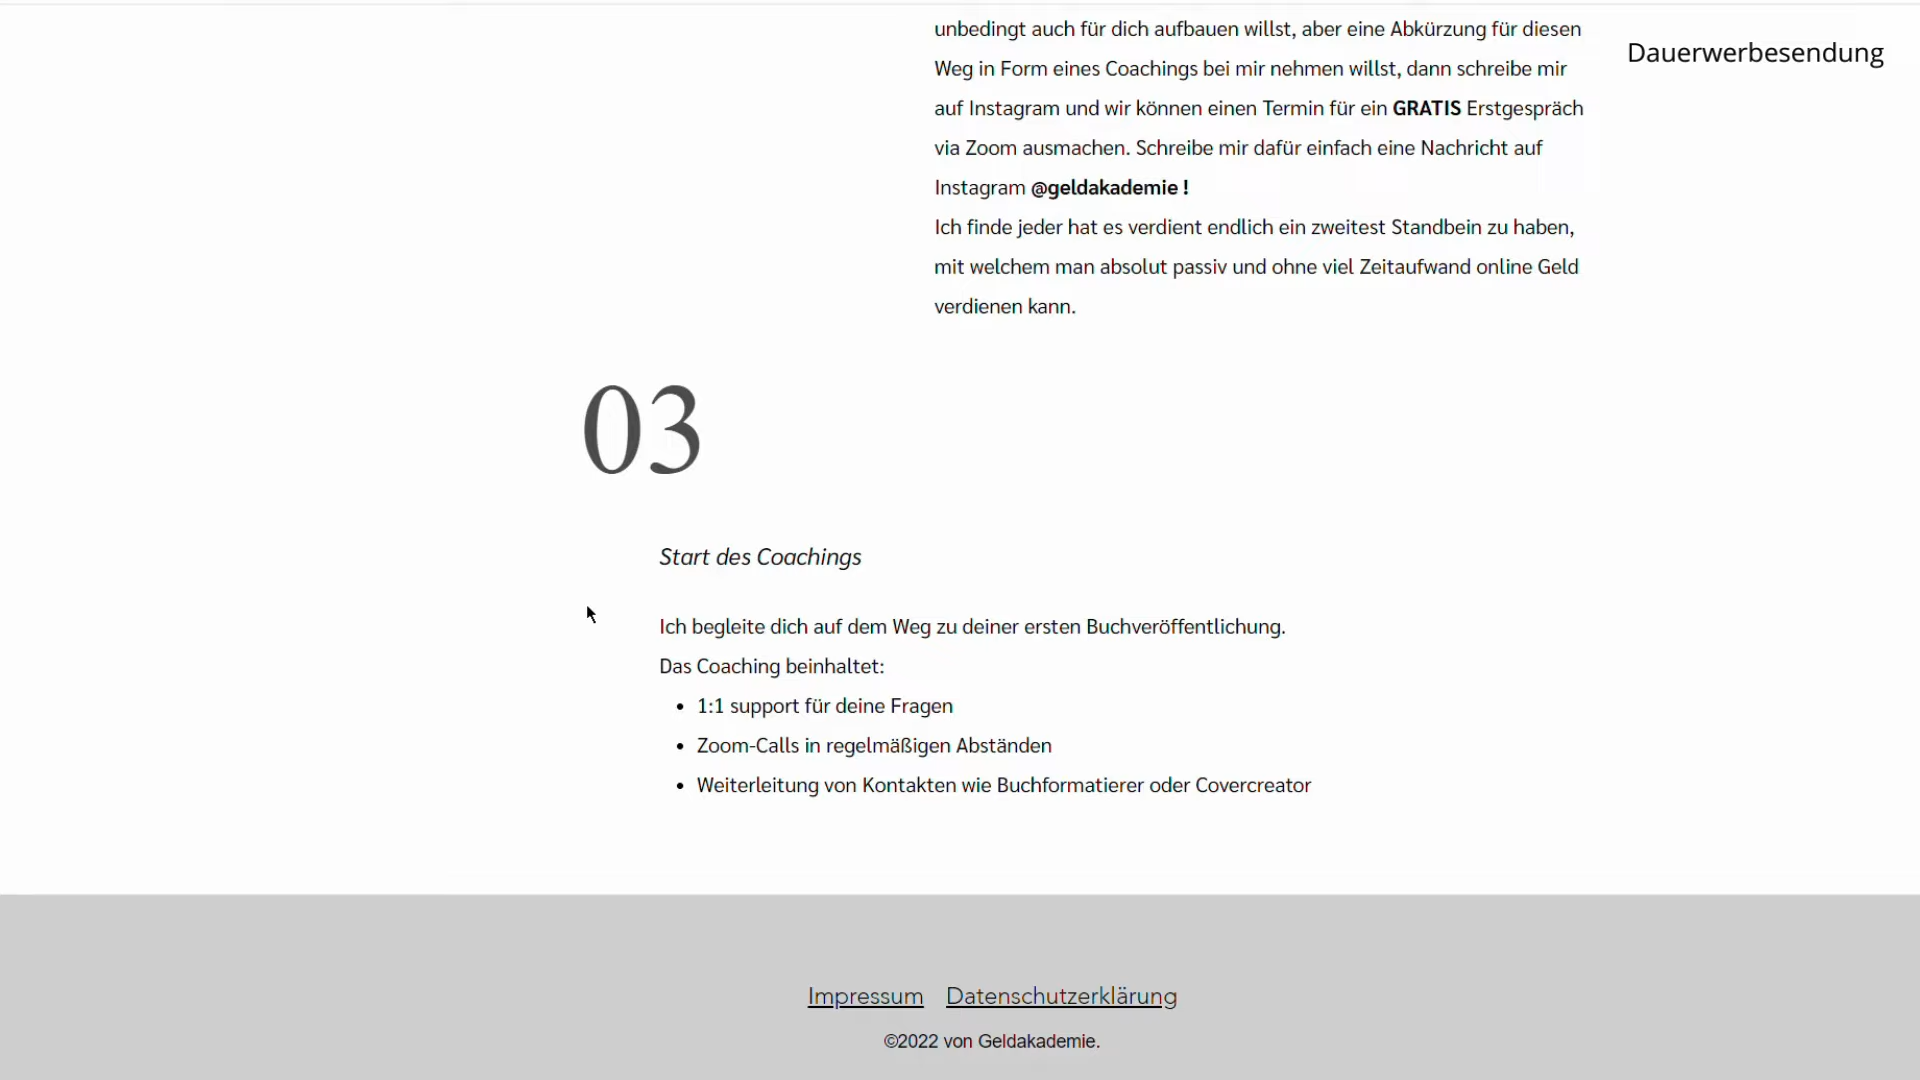 unbedingt auch für dich aufbauen willst, aber eine Abkürzung für diesen
Dauerwerbesendung
Weg in Form eines Coachings bei mir nehmen willst, dann schreibe mir
auf Instagram und wir können einen Termin für ein GRATIS Erstgespräch
via Zoom ausmachen. Schreibe mir dafür einfach eine Nachricht auf
Instagram @geldakademie !
Ich finde jeder hat es verdient endlich ein zweitest Standbein zu haben,
mit welchem man absolut passiv und ohne viel Zeitaufwand online Geld
verdienen kann.
03
Start des Coachings
Ich begleite dich auf dem Weg zu deiner ersten Buchveröffentlichung.
Das Coaching beinhaltet:
• 1:1 support für deine Fragen
• Zoom-Calls in regelmäßigen Abständen
• Weiterleitung von Kontakten wie Buchformatierer oder Covercreator
Impressum Datenschutzerklärung
©2022 von Geldakademie.